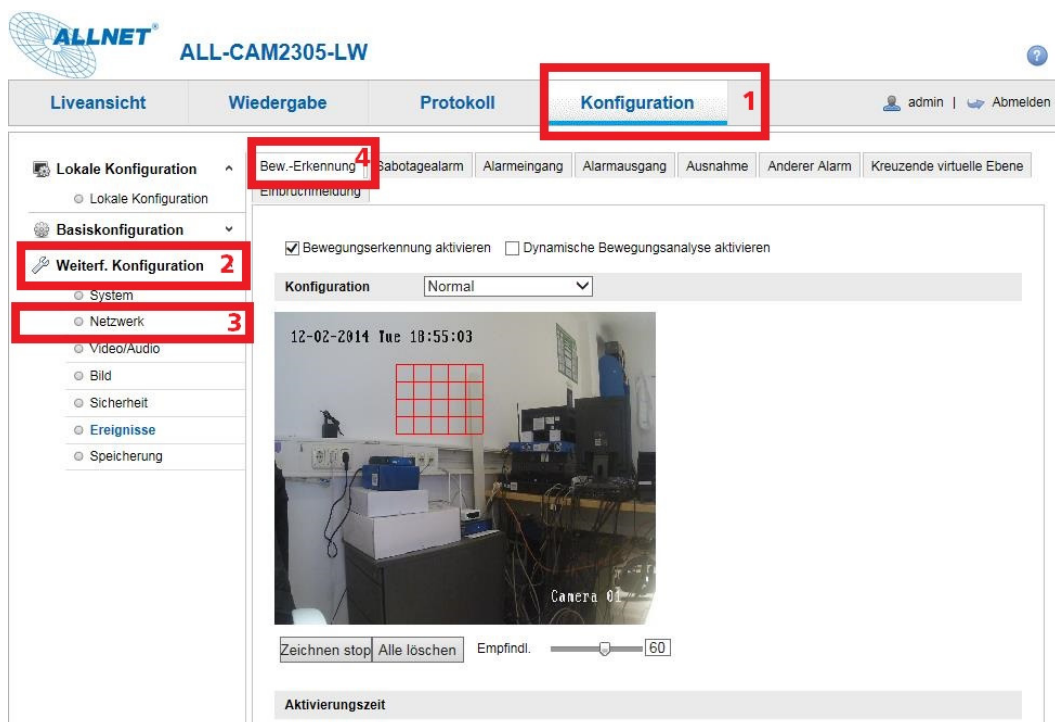 ALLNET®
ALL-CAM2305-LW
Liveansicht Wiedergabe Protokoll Konfiguration 1 admin | Abmelden
Lokale Konfiguration
Lokale Konfiguration
Basiskonfiguration
Weiterf. Konfiguration 2
System
Netzwerk 3
Video/Audio
Bild
Sicherheit
Ereignisse
Speicherung
Bew.-Erkennung 4 Sabotagealarm Alarmeingang Alarmausgang Ausnahme Anderer Alarm Kreuzende virtuelle Ebene
Einbruchmeldung
Bewegungserkennung aktivieren Dynamische Bewegungsanalyse aktivieren
Konfiguration Normal
12-02-2014 Tue 18:55:03
Camera 01
Zeichnen stop Alle löschen Empfindl. 60
Aktivierungszeit